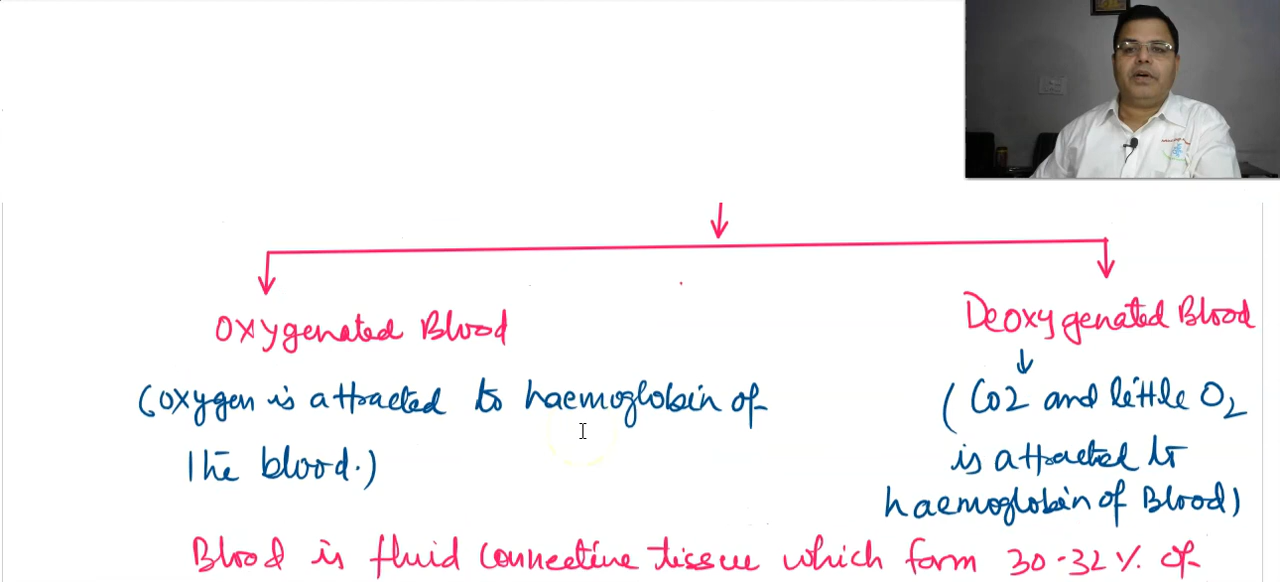 Oxygenated Blood
Deoxygenated Blood
(oxygen is attracted to haemoglobin of
the blood.)
(Co2 and little O2
is attracted to
haemoglobin of Blood)
Blood is fluid connective tissue which form 30-32% of